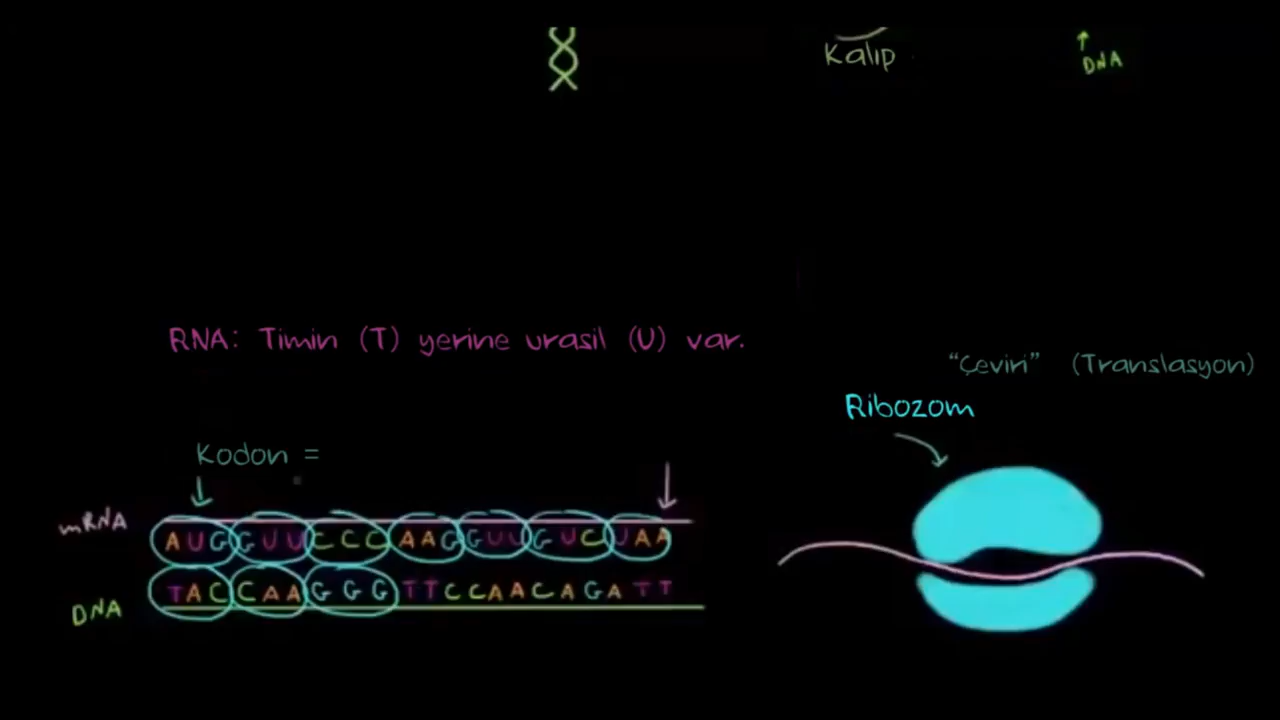 Kalıp
DNA
RNA: Timin (T) yerine urasil (U) var.
"Çeviri" (Translasyon)
Ribozom
Kodon =
mRNA
AUGGUUCCCAAGGUUGUCUAA
TACCAAGGGTTCCAACAGATT
DNA